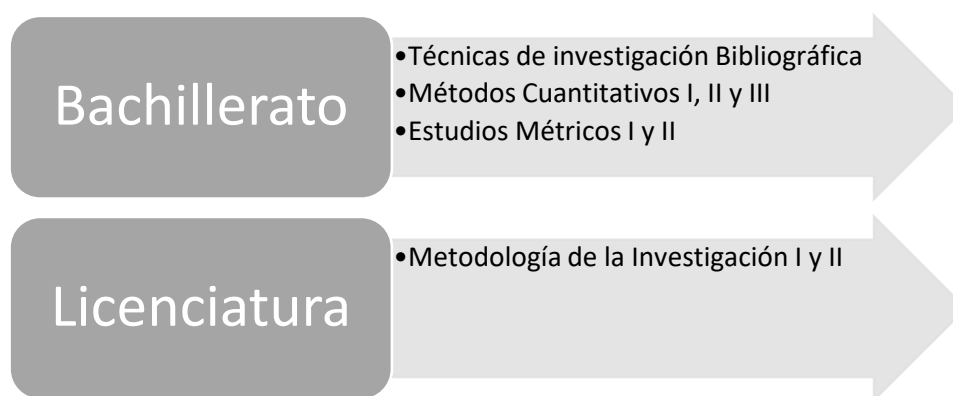 Bachillerato
•Técnicas de investigación Bibliográfica
•Métodos Cuantitativos I, II y III
•Estudios Métricos I y II
Licenciatura
•Metodología de la Investigación I y II